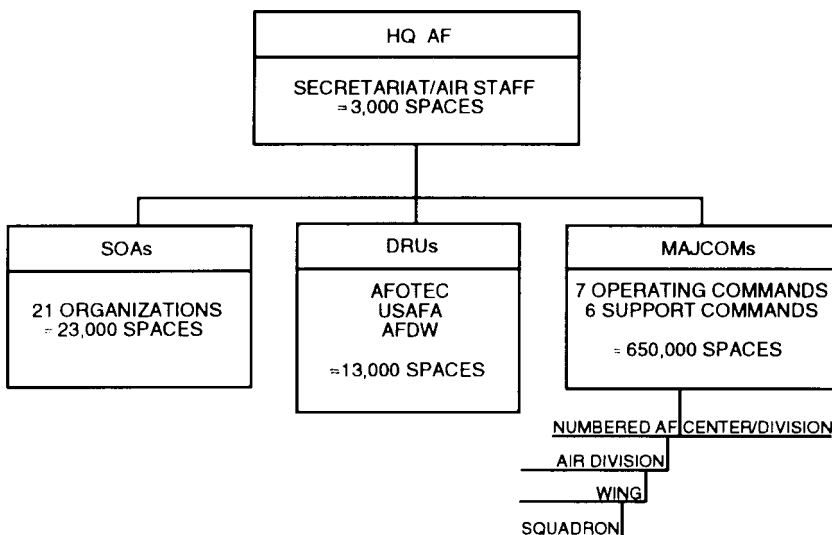 HQ AF
SECRETARIAT/AIR STAFF
≈3,000 SPACES
SOAs
21 ORGANIZATIONS
≈ 23,000 SPACES
DRUs
AFOTEC
USAFA
AFDW
≈13,000 SPACES
MAJCOMs
7 OPERATING COMMANDS
6 SUPPORT COMMANDS
≈ 650,000 SPACES
NUMBERED AF CENTER/DIVISION
AIR DIVISION
WING
SQUADRON